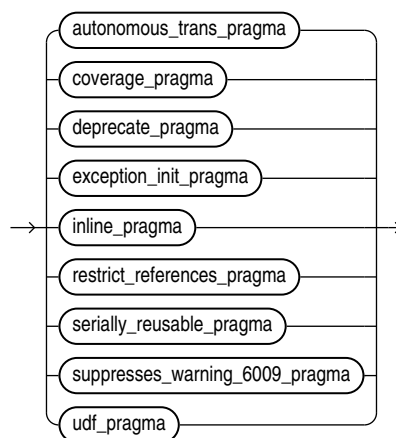 autonomous_trans_pragma
coverage_pragma
deprecate_pragma
exception_init_pragma
inline_pragma
restrict_references_pragma
serially_reusable_pragma
suppresses_warning_6009_pragma
udf_pragma